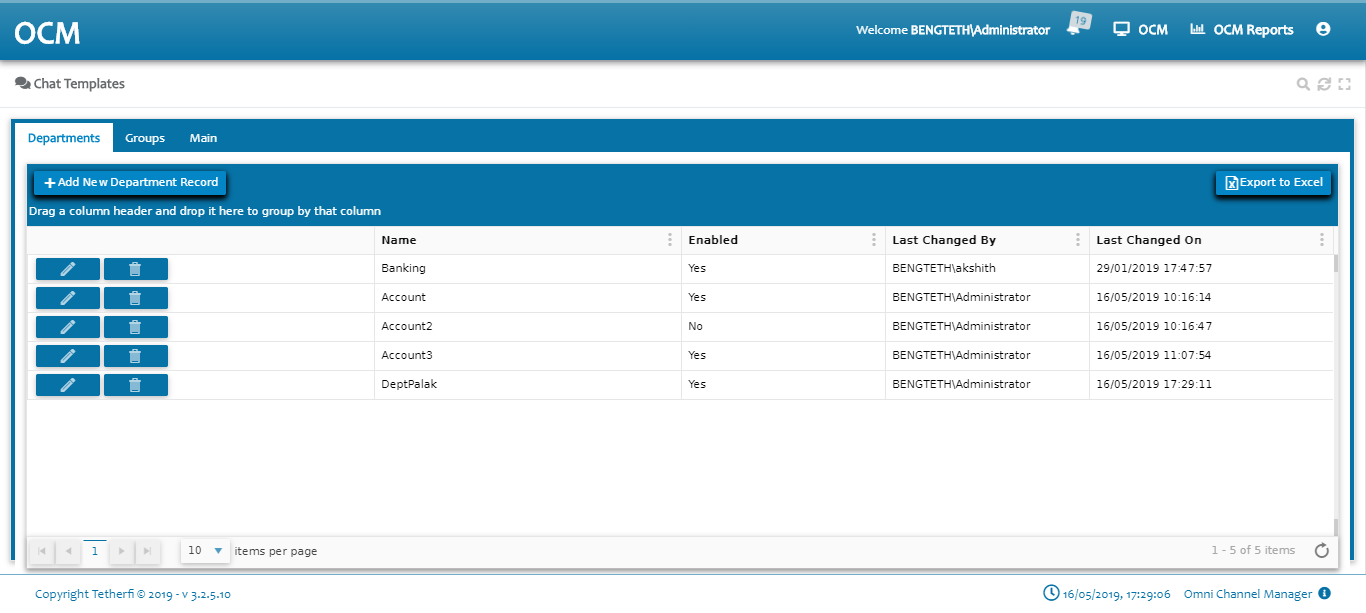 OCM
Welcome BENGTETH\Administrator 19 OCM OCM Reports
Chat Templates
Departments Groups Main
Add New Department Record Export to Excel
Drag a column header and drop it here to group by that column
Name Enabled Last Changed By Last Changed On
Banking Yes BENGTETH\akshith 29/01/2019 17:47:57
Account Yes BENGTETH\Administrator 16/05/2019 10:16:14
Account2 No BENGTETH\Administrator 16/05/2019 10:16:47
Account3 Yes BENGTETH\Administrator 16/05/2019 11:07:54
DeptPalak Yes BENGTETH\Administrator 16/05/2019 17:29:11
1 10 items per page 1 - 5 of 5 items
Copyright Tetherfi © 2019 - v 3.2.5.10 16/05/2019, 17:29:06 Omni Channel Manager